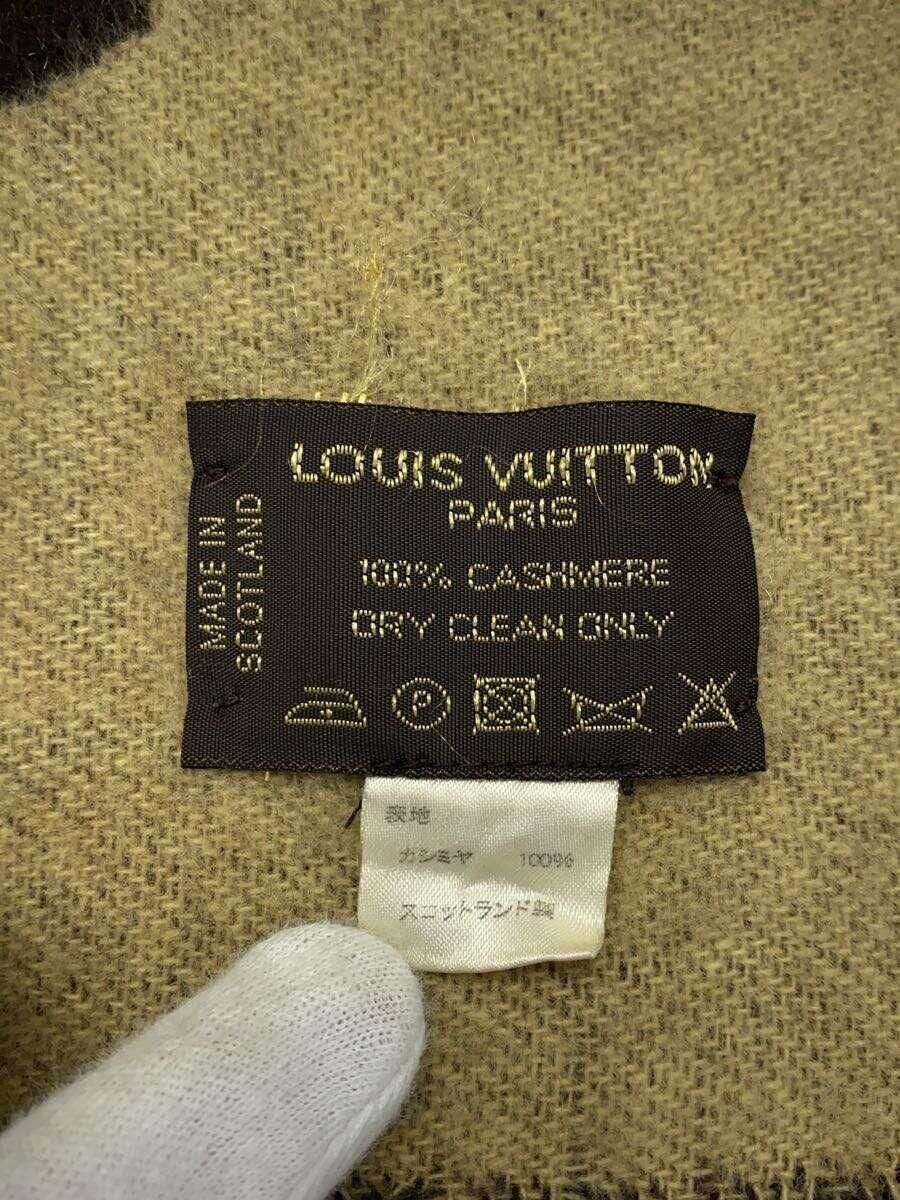 LOUIS VUITTON
PARIS
100% CASHMERE
DRY CLEAN ONLY
MADE IN
SCOTLAND
P
表地
カシミヤ 100%
スコットランド製